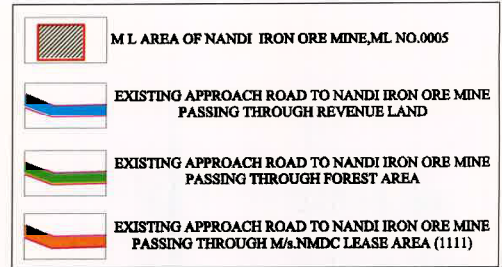 M L AREA OF NANDI IRON ORE MINE,ML NO.0005
EXISTING APPROACH ROAD TO NANDI IRON ORE MINE
PASSING THROUGH REVENUE LAND
EXISTING APPROACH ROAD TO NANDI IRON ORE MINE
PASSING THROUGH FOREST AREA
EXISTING APPROACH ROAD TO NANDI IRON ORE MINE
PASSING THROUGH M/s.NMDC LEASE AREA (1111)